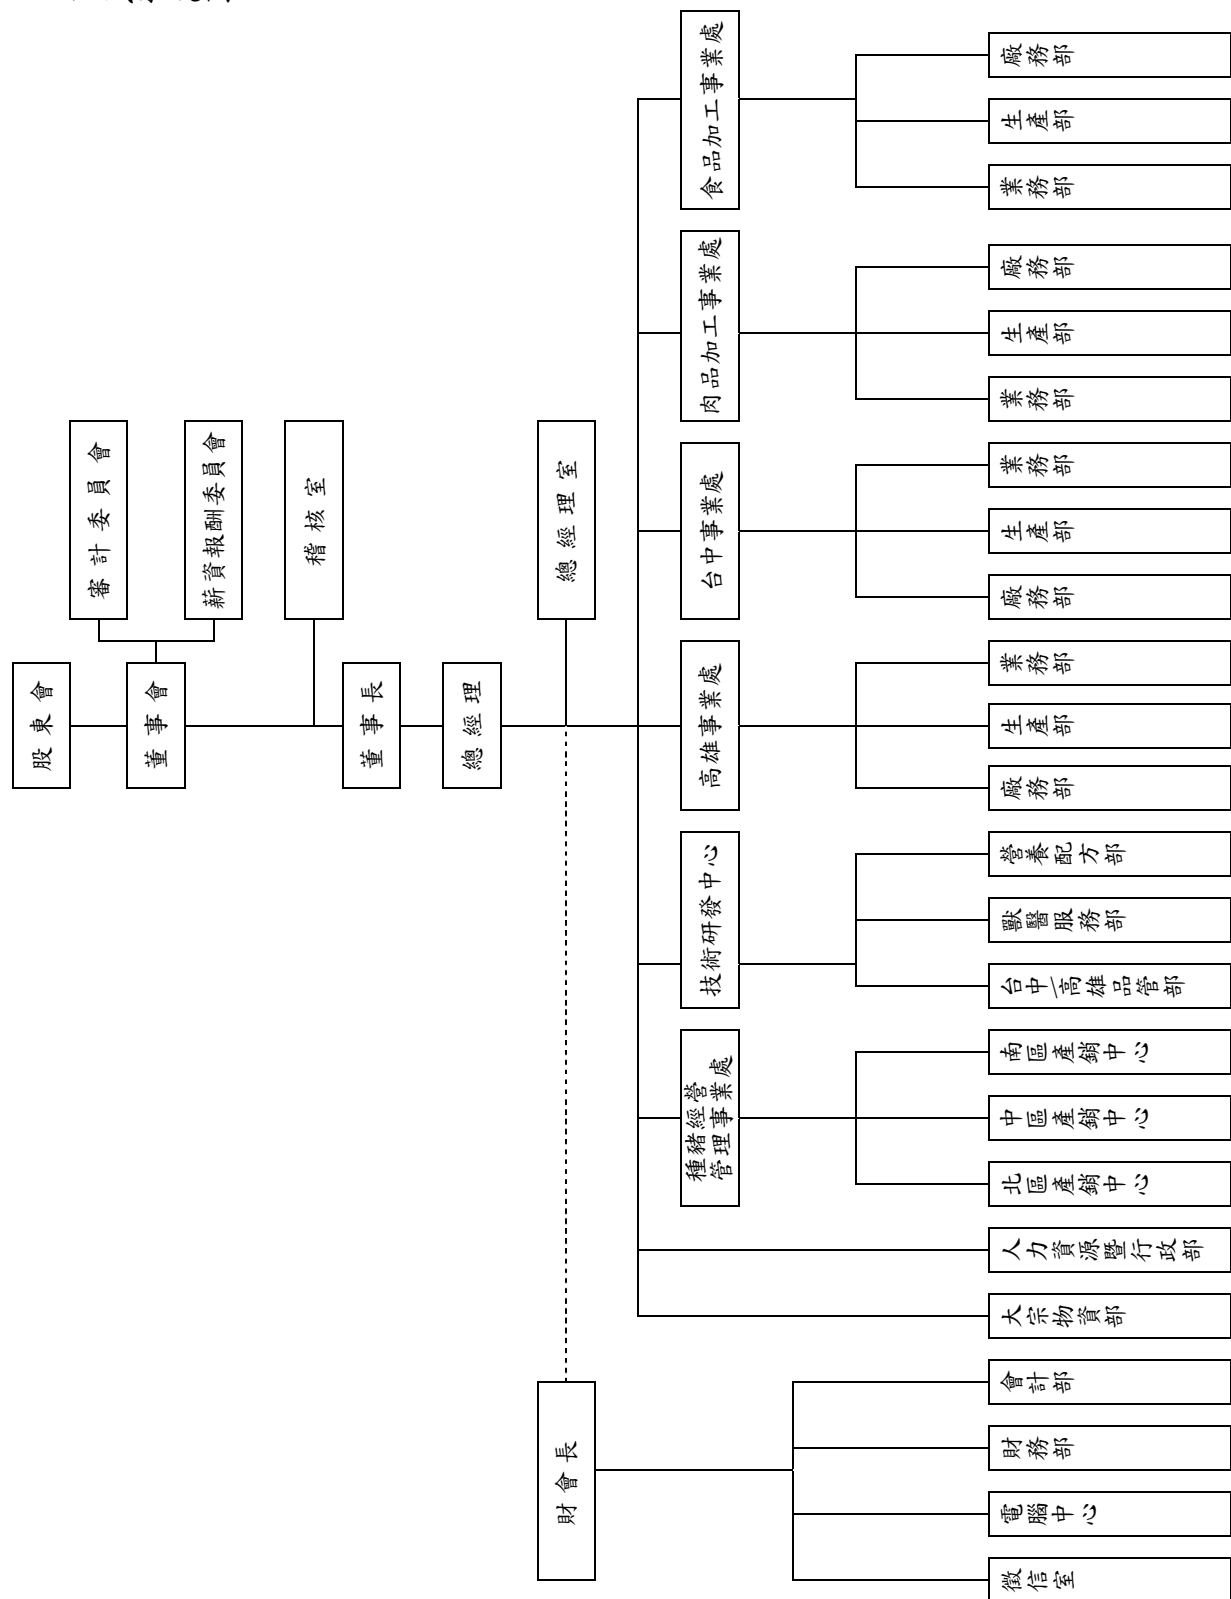 股東會
審計委員會
薪資報酬委員會
董事會
稽核室
董事長
總經理
總經理室
財會長
食品加工事業處
廠務部
生產部
業務部
肉品加工事業處
廠務部
生產部
業務部
台中事業處
業務部
生產部
廠務部
高雄事業處
業務部
生產部
廠務部
技術研發中心
營養配方部
獸醫服務部
台中/高雄品管部
種豬經營
管理事業處
南區產銷中心
中區產銷中心
北區產銷中心
人力資源暨行政部
大宗物資部
會計部
財務部
電腦中心
徵信室